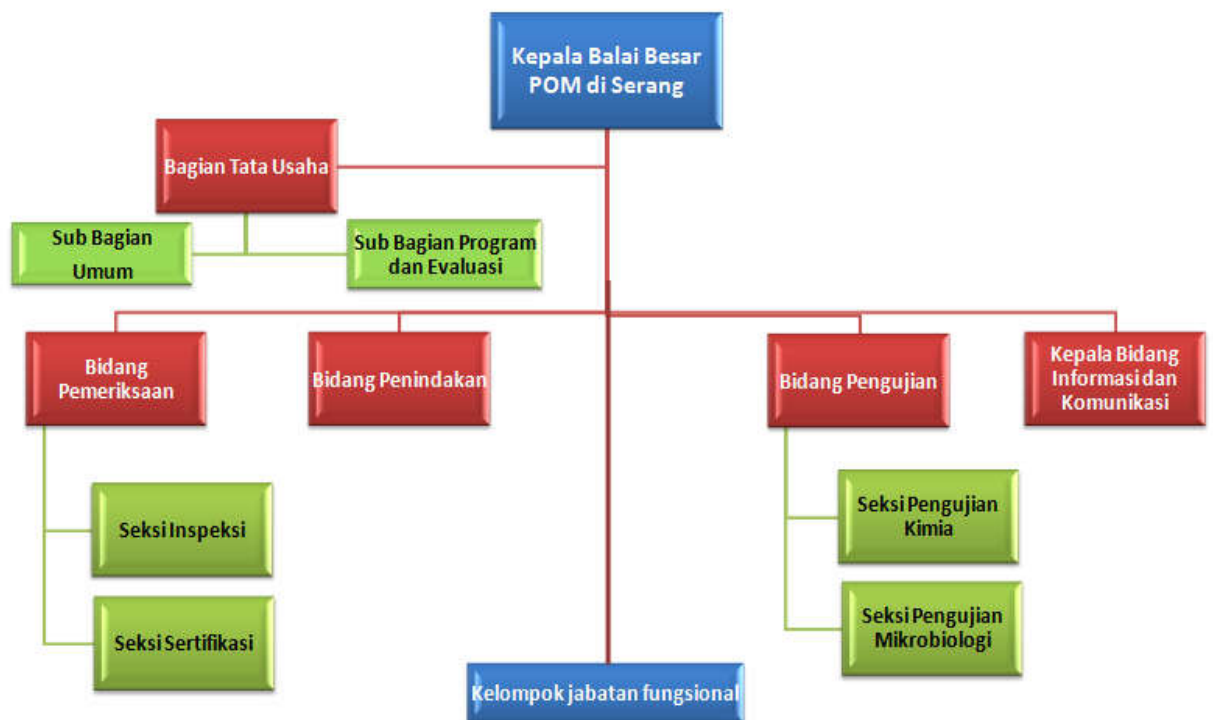 Kepala Balai Besar
POM di Serang
Bagian Tata Usaha
Sub Bagian
Umum
Sub Bagian Program
dan Evaluasi
Bidang
Pemeriksaan
Bidang Penindakan
Bidang Pengujian
Kepala Bidang
Informasi dan
Komunikasi
Seksi Inspeksi
Seksi Sertifikasi
Seksi Pengujian
Kimia
Seksi Pengujian
Mikrobiologi
Kelompok jabatan fungsional